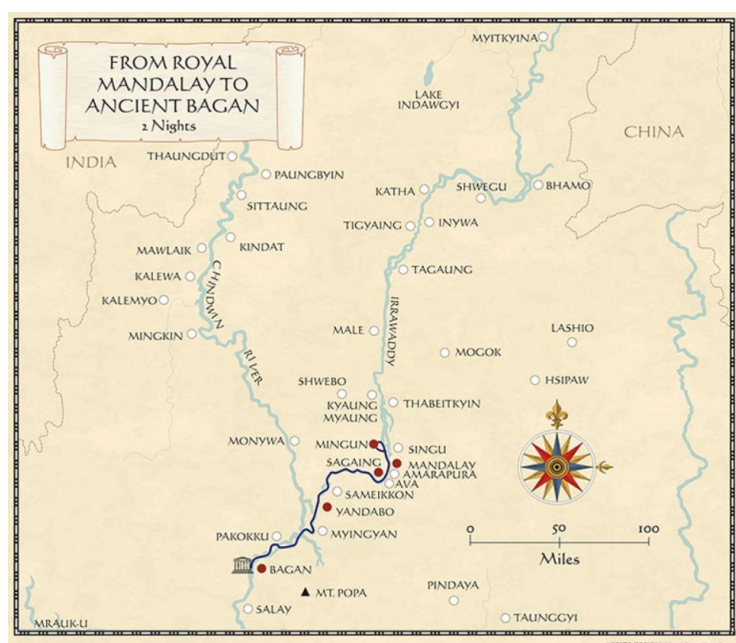 FROM ROYAL
MANDALAY TO
ANCIENT BAGAN
2 Nights
MYITKYINA
LAKE
INDAWGYI
CHINA
INDIA
THAUNGDUT
PAUNGBYIN
SITTAUNG
KATHA
SHWEGU
BHAMO
TIGYAING
INYWA
MAWLAIK
KINDAT
KALEWA
TAGAUNG
KALEMYO
CHINDWIN
RIVER
IRRAWADDY
MINGKIN
MALE
LASHIO
MOGOK
HSIPAW
SHWEBO
KYAUNG
MYAUNG
THABEITKYIN
MONYWA
MINGUN
SINGU
SAGAING
MANDALAY
AMARAPURA
AVA
SAMEIKKON
YANDABO
PAKOKKU
MYINGYAN
0 50 100
Miles
BAGAN
MT. POPA
PINDAYA
SALAY
TAUNGGYI
MRAUK-U